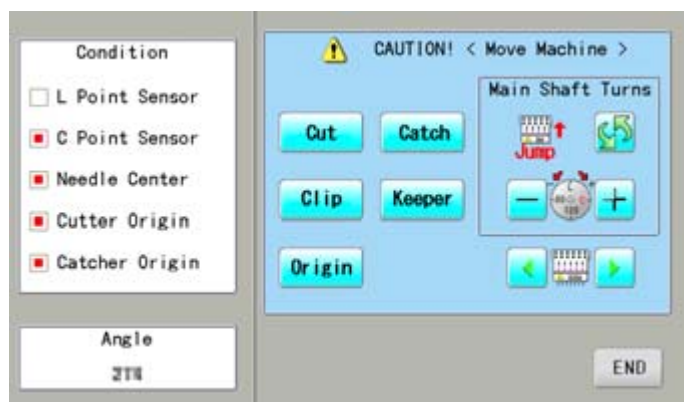 Condition
L Point Sensor
C Point Sensor
Needle Center
Cutter Origin
Catcher Origin
Angle
CAUTION! < Move Machine >
Main Shaft Turns
Cut
Catch
Jump
Clip
Keeper
Origin
END